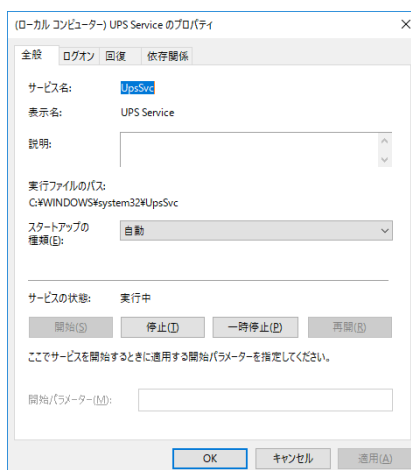 (ローカル コンピューター) UPS Service のプロパティ
全般 ログオン 回復 依存関係
サービス名: UpsSvc
表示名: UPS Service
説明:
実行ファイルのパス:
C:¥WINDOWS¥system32¥UpsSvc
スタートアップの
種類(E): 自動
サービスの状態: 実行中
開始(S) 停止(T) 一時停止(P) 再開(R)
ここでサービスを開始するときに適用する開始パラメーターを指定してください。
開始パラメーター(M):
OK キャンセル 適用(A)